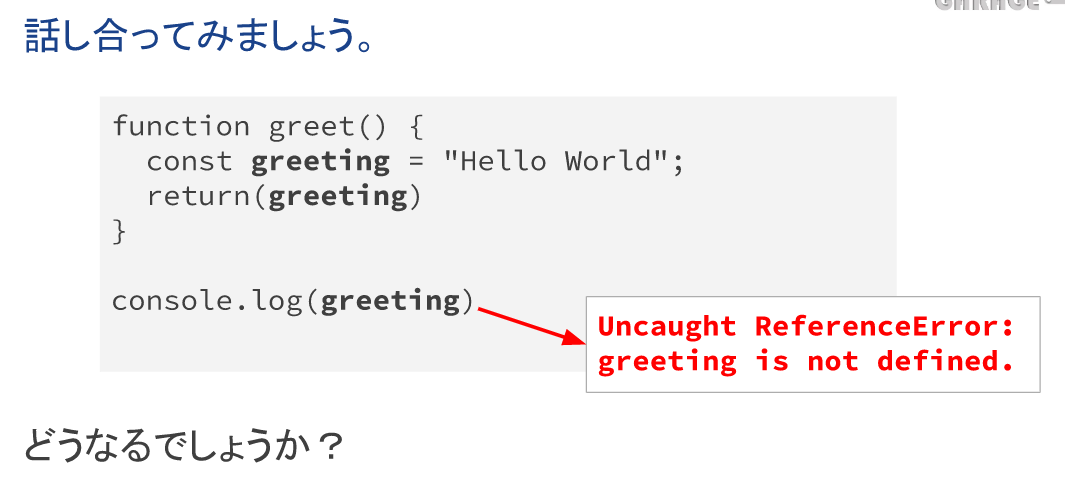 GARAGE
話し合ってみましょう。
function greet() {
  const greeting = "Hello World";
  return(greeting)
}
console.log(greeting)
Uncaught ReferenceError:
greeting is not defined.
どうなるでしょうか？